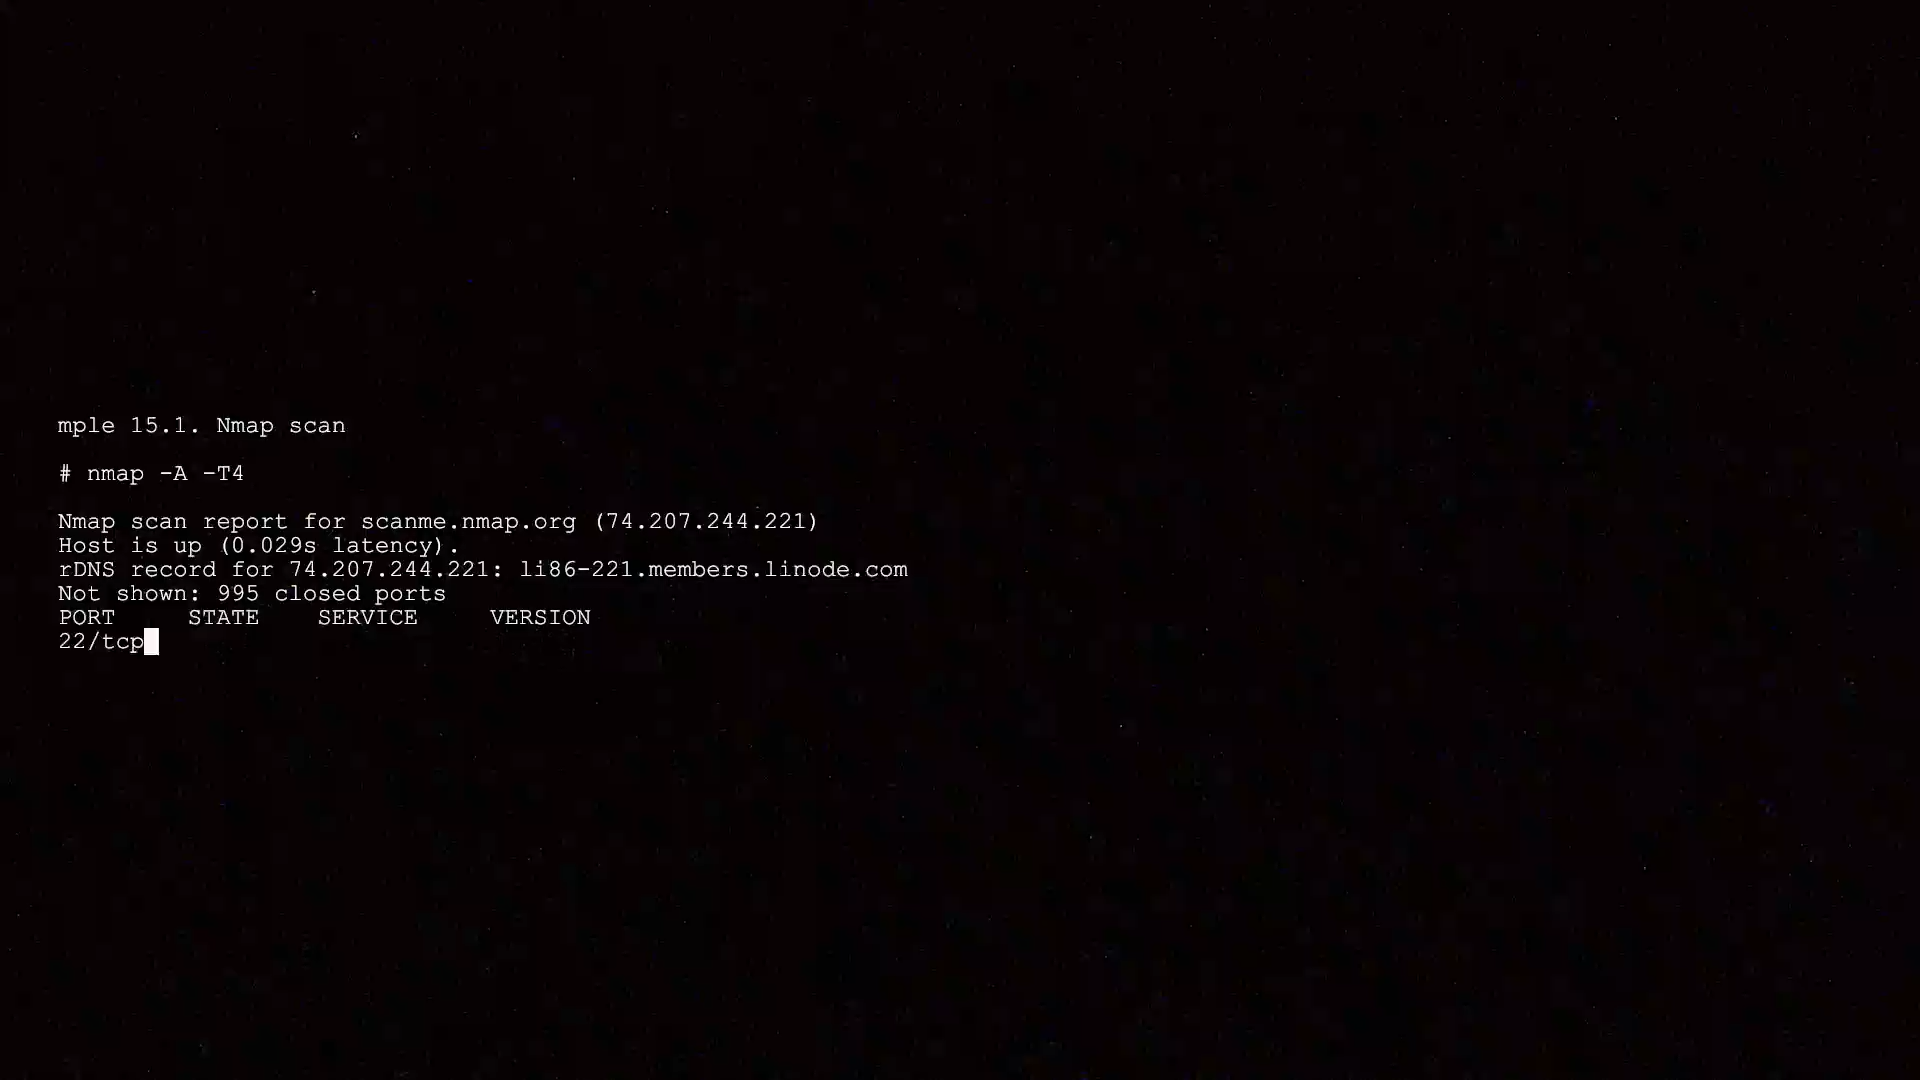 mple 15.1. Nmap scan
# nmap -A -T4
Nmap scan report for scanme.nmap.org (74.207.244.221)
Host is up (0.029s latency).
rDNS record for 74.207.244.221: li86-221.members.linode.com
Not shown: 995 closed ports
PORT     STATE    SERVICE     VERSION
22/tcp